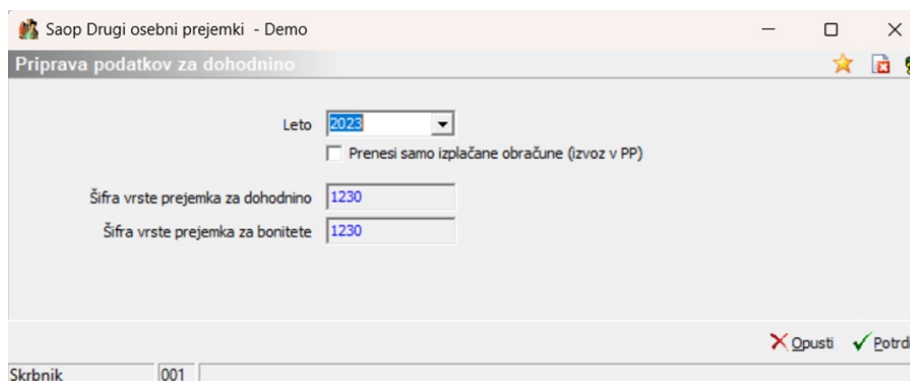 Saop Drugi osebni prejemki - Demo
Priprava podatkov za dohodnino
Leto 2023
Prenesi samo izplačane obračune (izvoz v PP)
Šifra vrste prejemka za dohodnino 1230
Šifra vrste prejemka za bonitete 1230
Opusti Potrd
Skrbnik 001